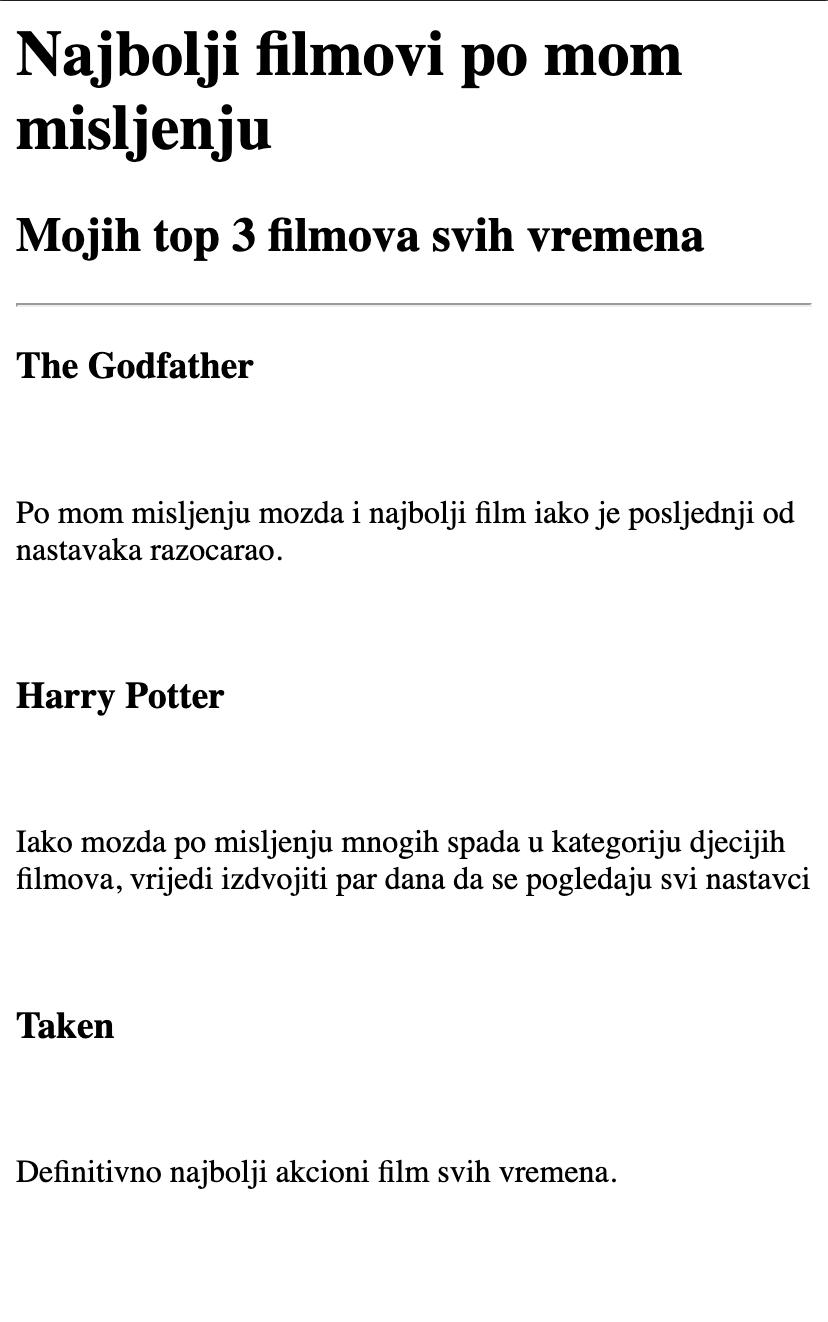 Najbolji filmovi po mom
misljenju
Mojih top 3 filmova svih vremena
The Godfather
Po mom misljenju mozda i najbolji film iako je posljednji od
nastavaka razocarao.
Harry Potter
Iako mozda po misljenju mnogih spada u kategoriju djecijih
filmova, vrijedi izdvojiti par dana da se pogledaju svi nastavci
Taken
Definitivno najbolji akcioni film svih vremena.